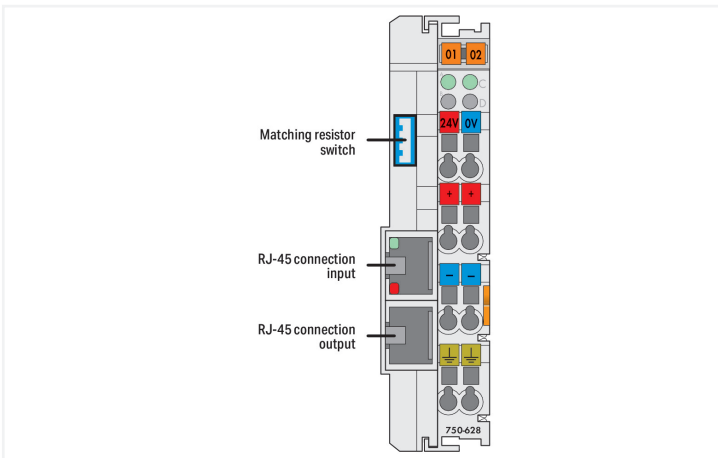 01 02
C
D
24V 0V
Matching resistor
switch
+ +
RJ-45 connection
input
− −
RJ-45 connection
output
750-628